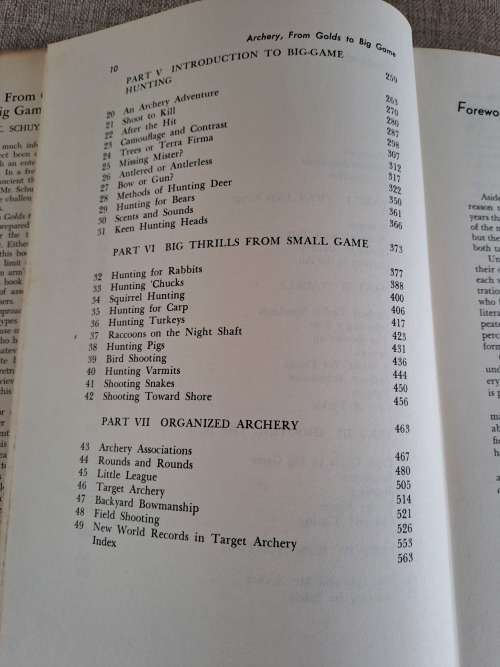 10 Archery, From Golds to Big Game
PART V INTRODUCTION TO BIG-GAME
HUNTING 259
20 An Archery Adventure 263
21 Shoot to Kill 270
22 After the Hit 280
23 Camouflage and Contrast 287
24 Trees or Terra Firma 298
25 Missing Mister? 307
26 Antlered or Antlerless 312
27 Bow or Gun? 317
28 Methods of Hunting Deer 322
29 Hunting for Bears 350
30 Scents and Sounds 361
31 Keen Hunting Heads 366
PART VI BIG THRILLS FROM SMALL GAME 373
32 Hunting for Rabbits 377
33 Hunting 'Chucks 388
34 Squirrel Hunting 400
35 Hunting for Carp 406
36 Hunting Turkeys 417
37 Raccoons on the Night Shaft 423
38 Hunting Pigs 431
39 Bird Shooting 436
40 Hunting Varmits 444
41 Shooting Snakes 450
42 Shooting Toward Shore 456
PART VII ORGANIZED ARCHERY 463
43 Archery Associations 467
44 Rounds and Rounds 480
45 Little League 505
46 Target Archery 514
47 Backyard Bowmanship 521
48 Field Shooting 526
49 New World Records in Target Archery 553
Index 563